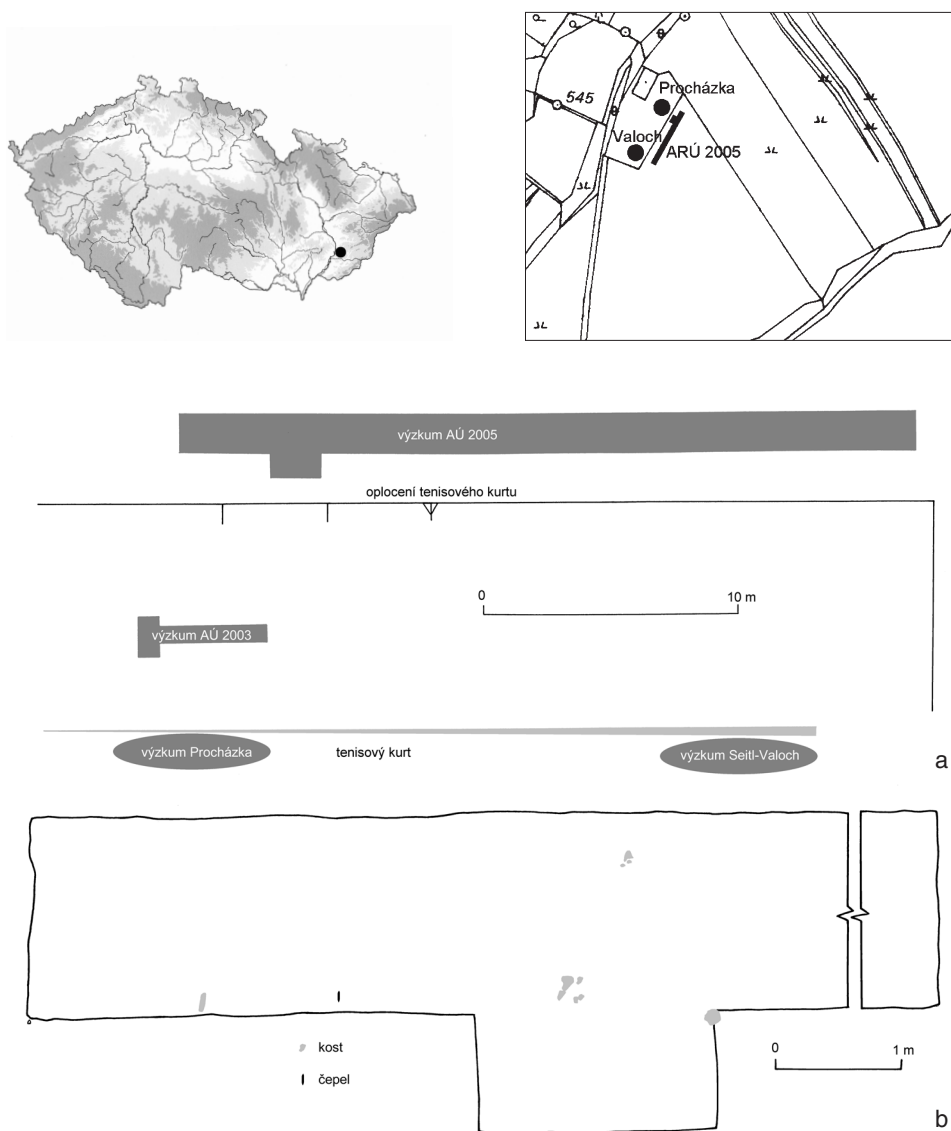 545
Procházka
Valoch
ARÚ 2005
výzkum AÚ 2005
oplocení tenisového kurtu
0
10 m
výzkum AÚ 2003
výzkum Procházka
tenisový kurt
výzkum Seitl-Valoch
a
kost
čepel
0
1 m
b